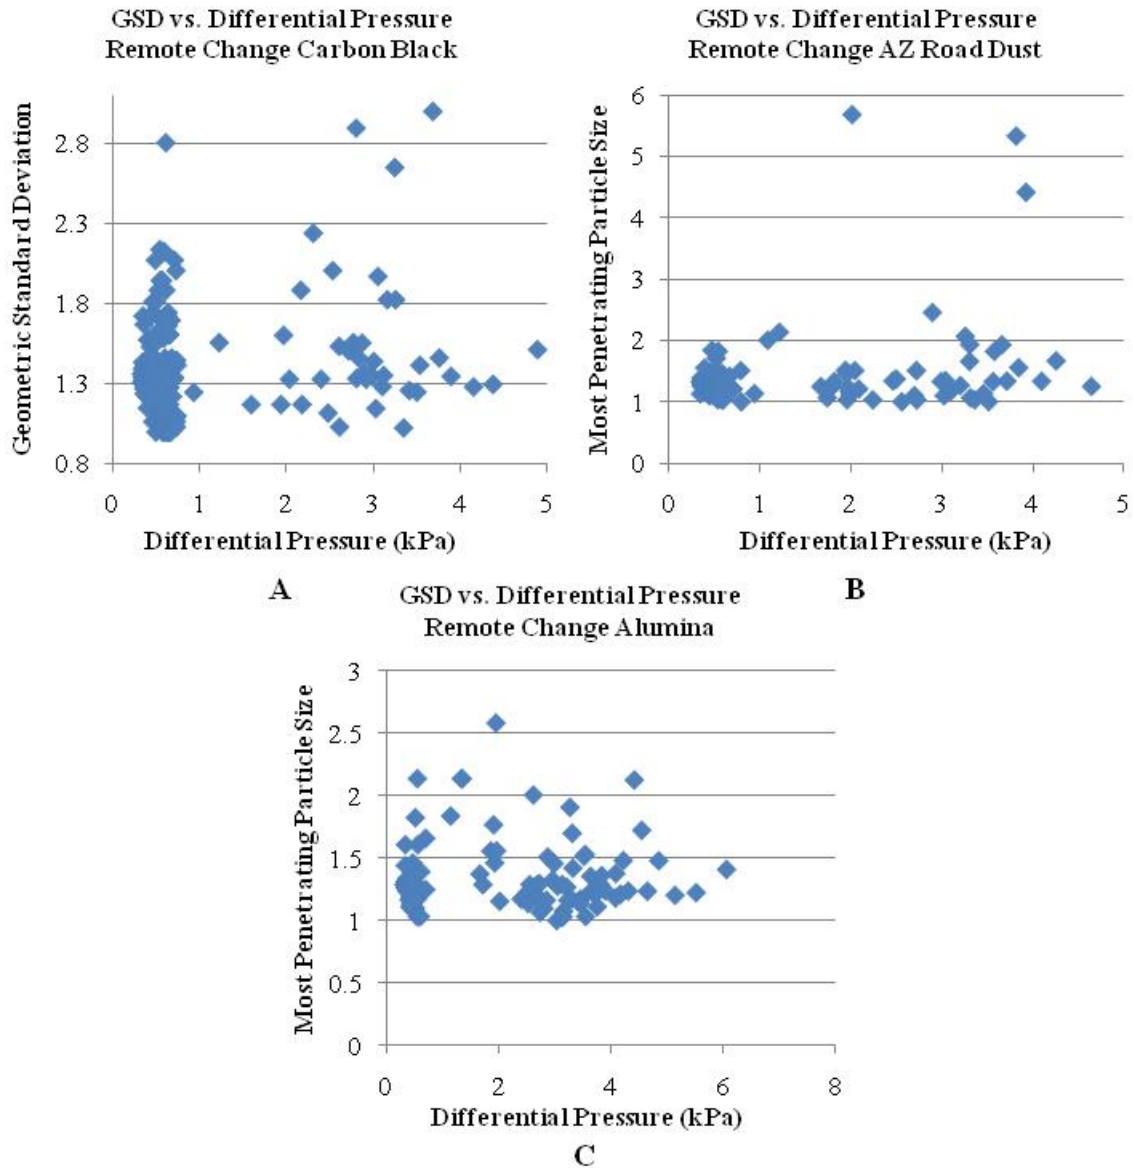 GSD vs. Differential Pressure
Remote Change Carbon Black
Geometric Standard Deviation
2.8
2.3
1.8
1.3
0.8
0 1 2 3 4 5
Differential Pressure (kPa)
A
GSD vs. Differential Pressure
Remote Change AZ Road Dust
Most Penetrating Particle Size
6
5
4
3
2
1
0
0 1 2 3 4 5
Differential Pressure (kPa)
B
GSD vs. Differential Pressure
Remote Change Alumina
Most Penetrating Particle Size
3
2.5
2
1.5
1
0.5
0
0 2 4 6 8
Differential Pressure (kPa)
C